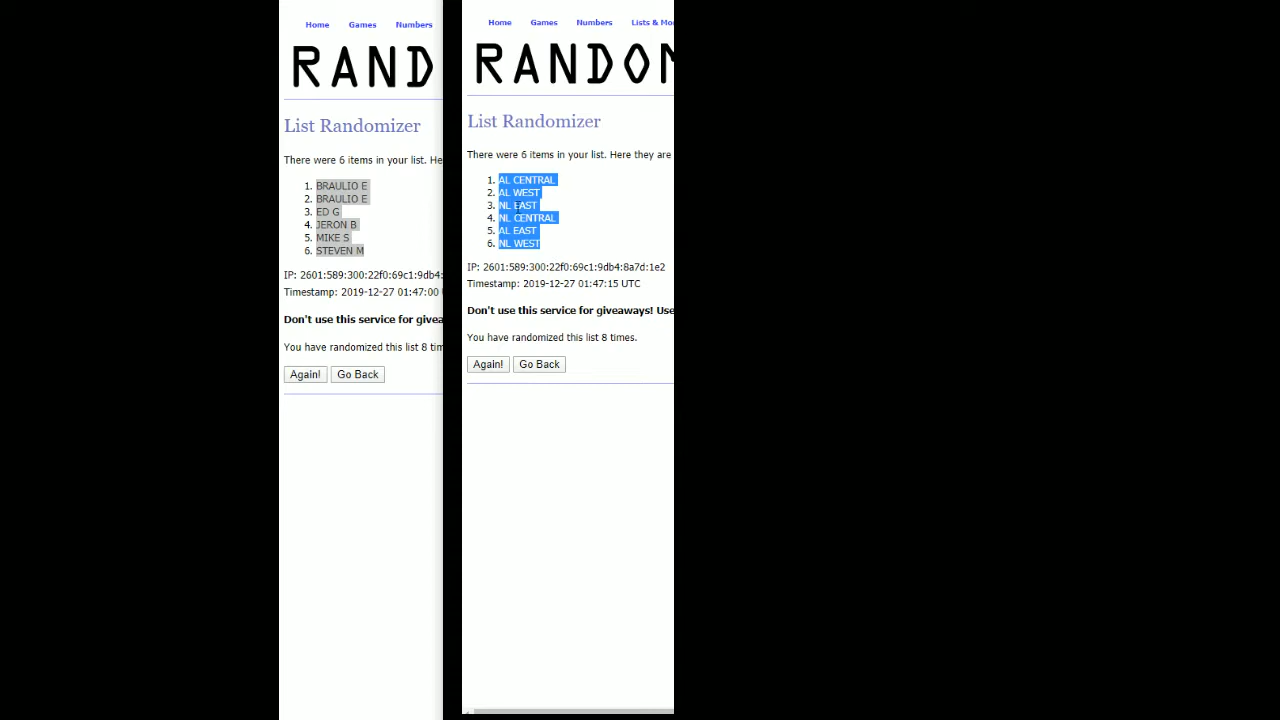 Home Games Numbers
RAND
List Randomizer
There were 6 items in your list. He
1. BRAULIO E
2. BRAULIO E
3. ED G
4. JERON B
5. MIKE S
6. STEVEN M
IP: 2601:589:300:22f0:69c1:9db4:
Timestamp: 2019-12-27 01:47:00
Don't use this service for givea
You have randomized this list 8 tim
Again! Go Back
Home Games Numbers Lists & Mo
RANDOM
List Randomizer
There were 6 items in your list. Here they are
1. AL CENTRAL
2. AL WEST
3. NL EAST
4. NL CENTRAL
5. AL EAST
6. NL WEST
IP: 2601:589:300:22f0:69c1:9db4:8a7d:1e2
Timestamp: 2019-12-27 01:47:15 UTC
Don't use this service for giveaways! Use
You have randomized this list 8 times.
Again! Go Back